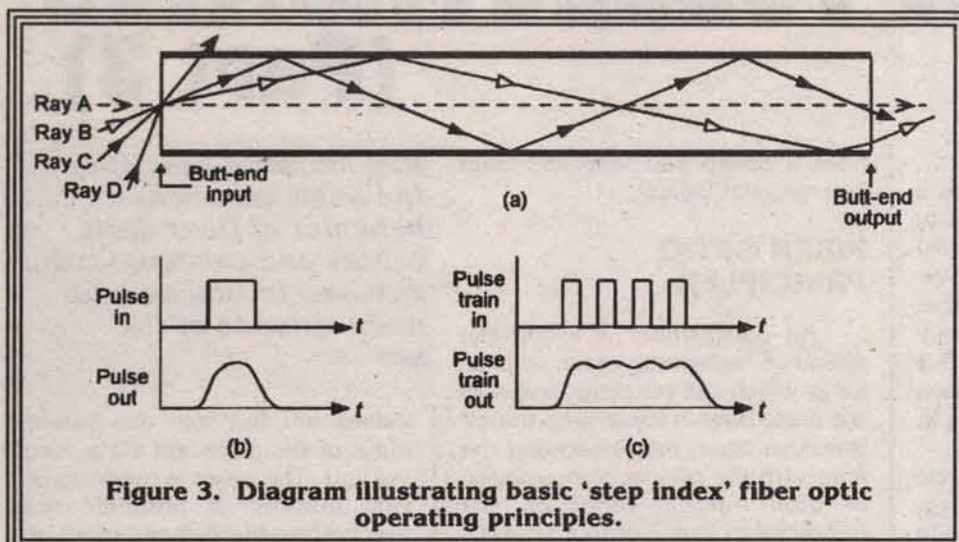 Ray A
Ray B
Ray C
Ray D
Butt-end
input
(a)
Butt-end
output
Pulse
in
t
Pulse
out
t
(b)
Pulse
train
in
t
Pulse
train
out
t
(c)
Figure 3. Diagram illustrating basic 'step index' fiber optic
operating principles.